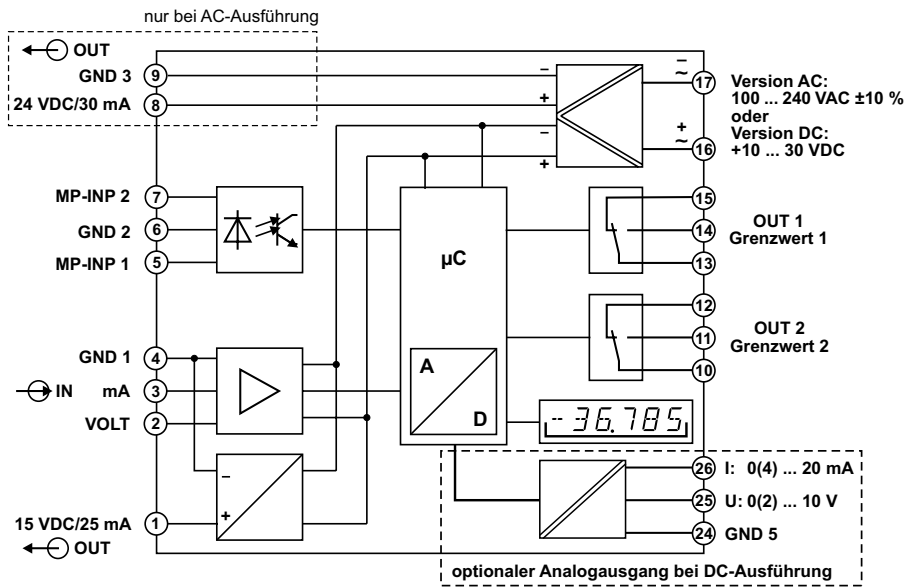 nur bei AC-Ausführung
OUT
GND 3
9
24 VDC/30 mA
8
–
+
–
+
–
~
17
+
~
16
Version AC:
100 ... 240 VAC ±10 %
oder
Version DC:
+10 ... 30 VDC
MP-INP 2
7
GND 2
6
MP-INP 1
5
µC
15
14
13
OUT 1
Grenzwert 1
12
11
10
OUT 2
Grenzwert 2
GND 1
4
IN
mA
3
VOLT
2
A
D
-36.785
–
+
15 VDC/25 mA
1
OUT
26
I: 0(4) ... 20 mA
25
U: 0(2) ... 10 V
24
GND 5
optionaler Analogausgang bei DC-Ausführung